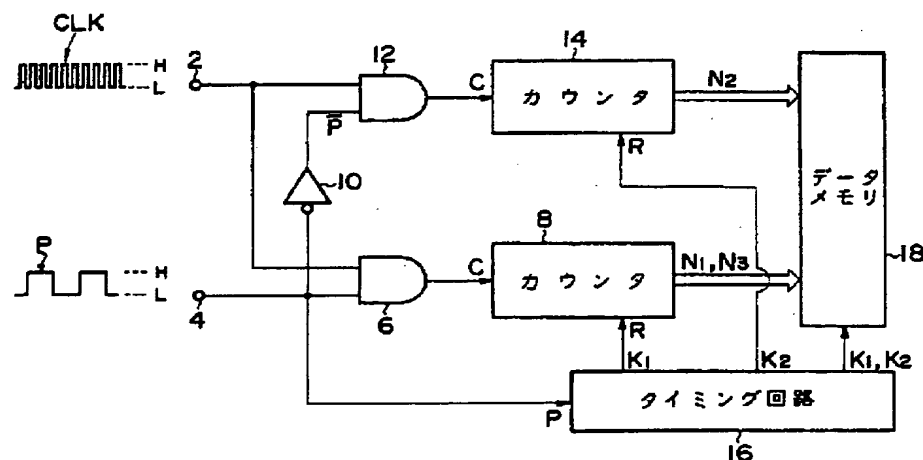 CLK
H
L
2
12
C
14
カウンタ
N2
P̅
R
10
データ
メモリ
18
P
H
L
4
6
C
8
カウンタ
N1, N3
R
K1
K2
K1, K2
P
タイミング回路
16